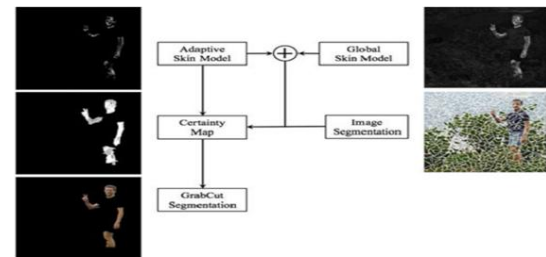 Adaptive
Skin Model
Global
Skin Model
Certainty
Map
Image
Segmentation
GrabCut
Segmentation